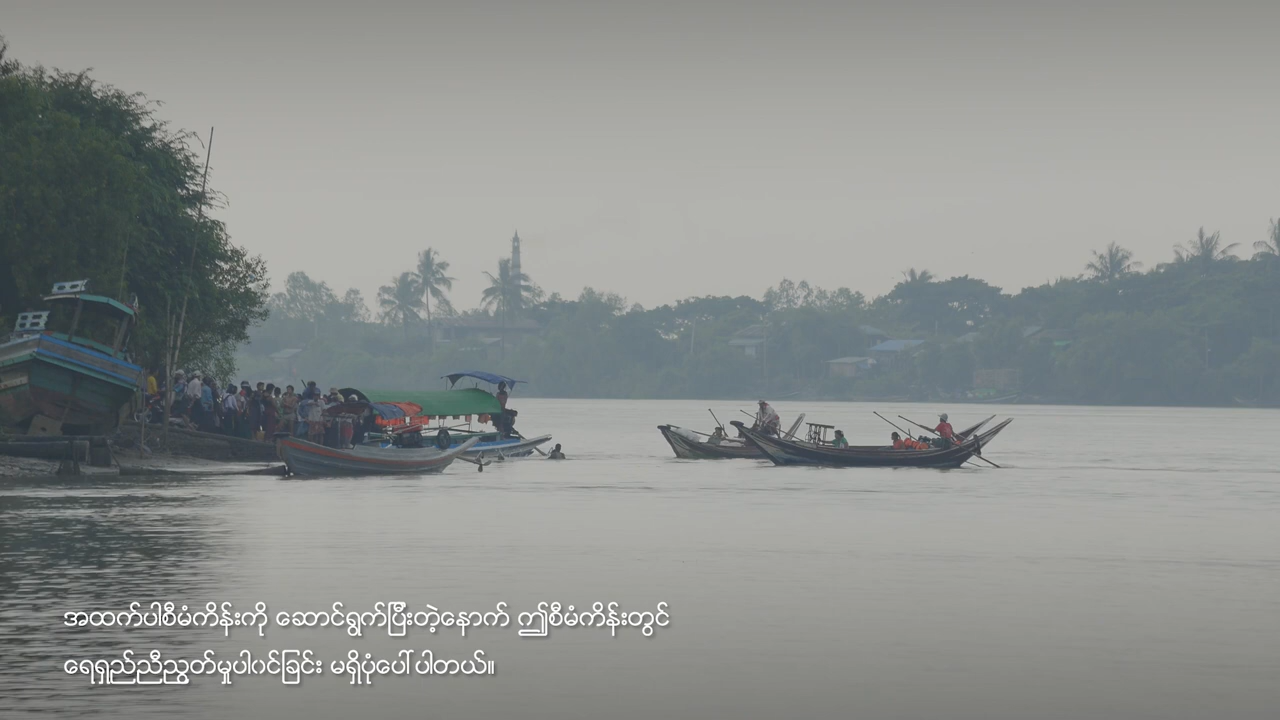 အထက်ပါစီမံကိန်းကို ဆောင်ရွက်ပြီးတဲ့နောက် ဤစီမံကိန်းတွင်
ရေရှည်ညီညွတ်မှုပါဝင်ခြင်း မရှိပုံပေါ်ပါတယ်။